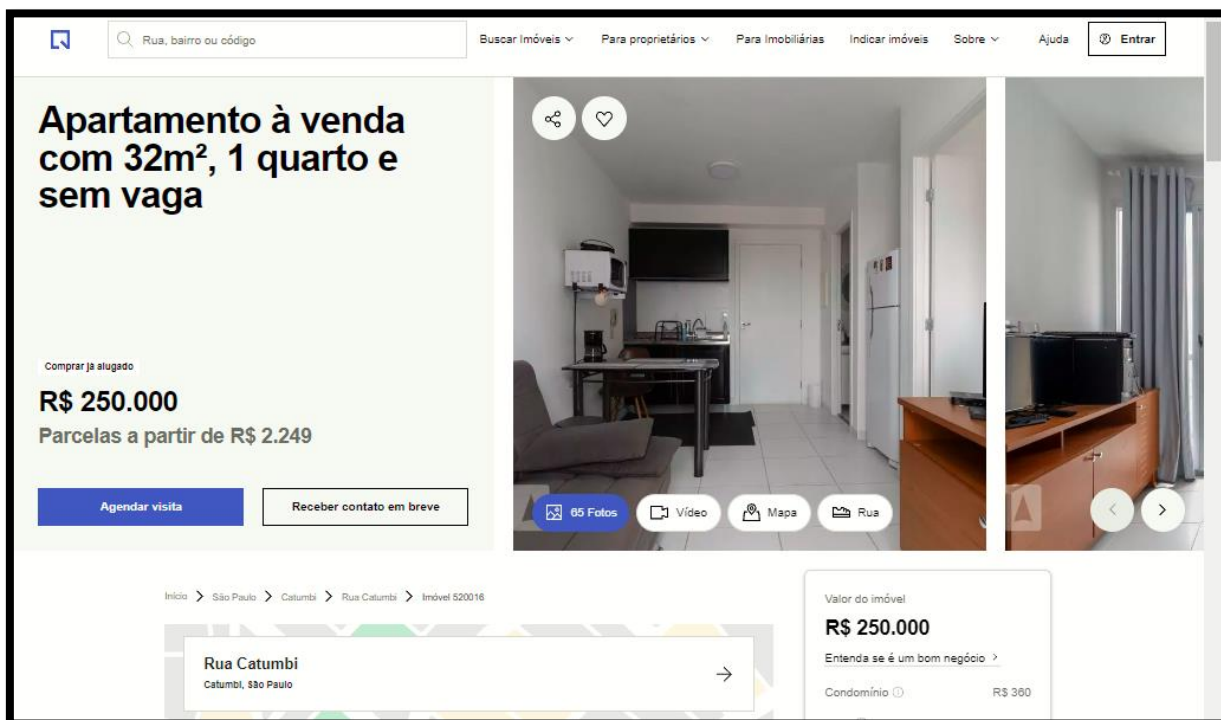 Rua, bairro ou código
Buscar Imóveis
Para proprietários
Para Imobiliárias
Indicar imóveis
Sobre
Ajuda
Entrar
Apartamento à venda
com 32m², 1 quarto e
sem vaga
Comprar já alugado
R$ 250.000
Parcelas a partir de R$ 2.249
Agendar visita
Receber contato em breve
65 Fotos
Vídeo
Mapa
Rua
Início
São Paulo
Catumbi
Rua Catumbi
Imóvel 520016
Rua Catumbi
Catumbi, São Paulo
Valor do imóvel
R$ 250.000
Entenda se é um bom negócio
Condomínio
R$ 360